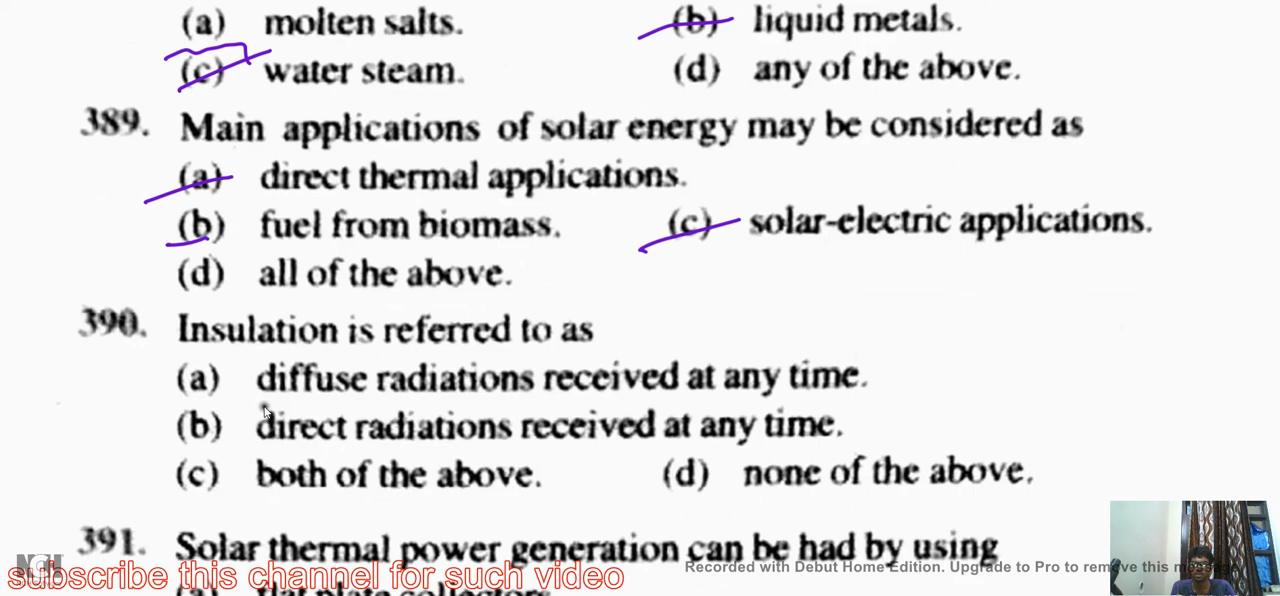 (a) molten salts. (b) liquid metals.
(c) water steam. (d) any of the above.
389. Main applications of solar energy may be considered as
(a) direct thermal applications.
(b) fuel from biomass. (c) solar-electric applications.
(d) all of the above.
390. Insulation is referred to as
(a) diffuse radiations received at any time.
(b) direct radiations received at any time.
(c) both of the above. (d) none of the above.
391. Solar thermal power generation can be had by using
subscribe this channel for such video
Recorded with Debut Home Edition. Upgrade to Pro to remove this message.
(a) flat plate collectors